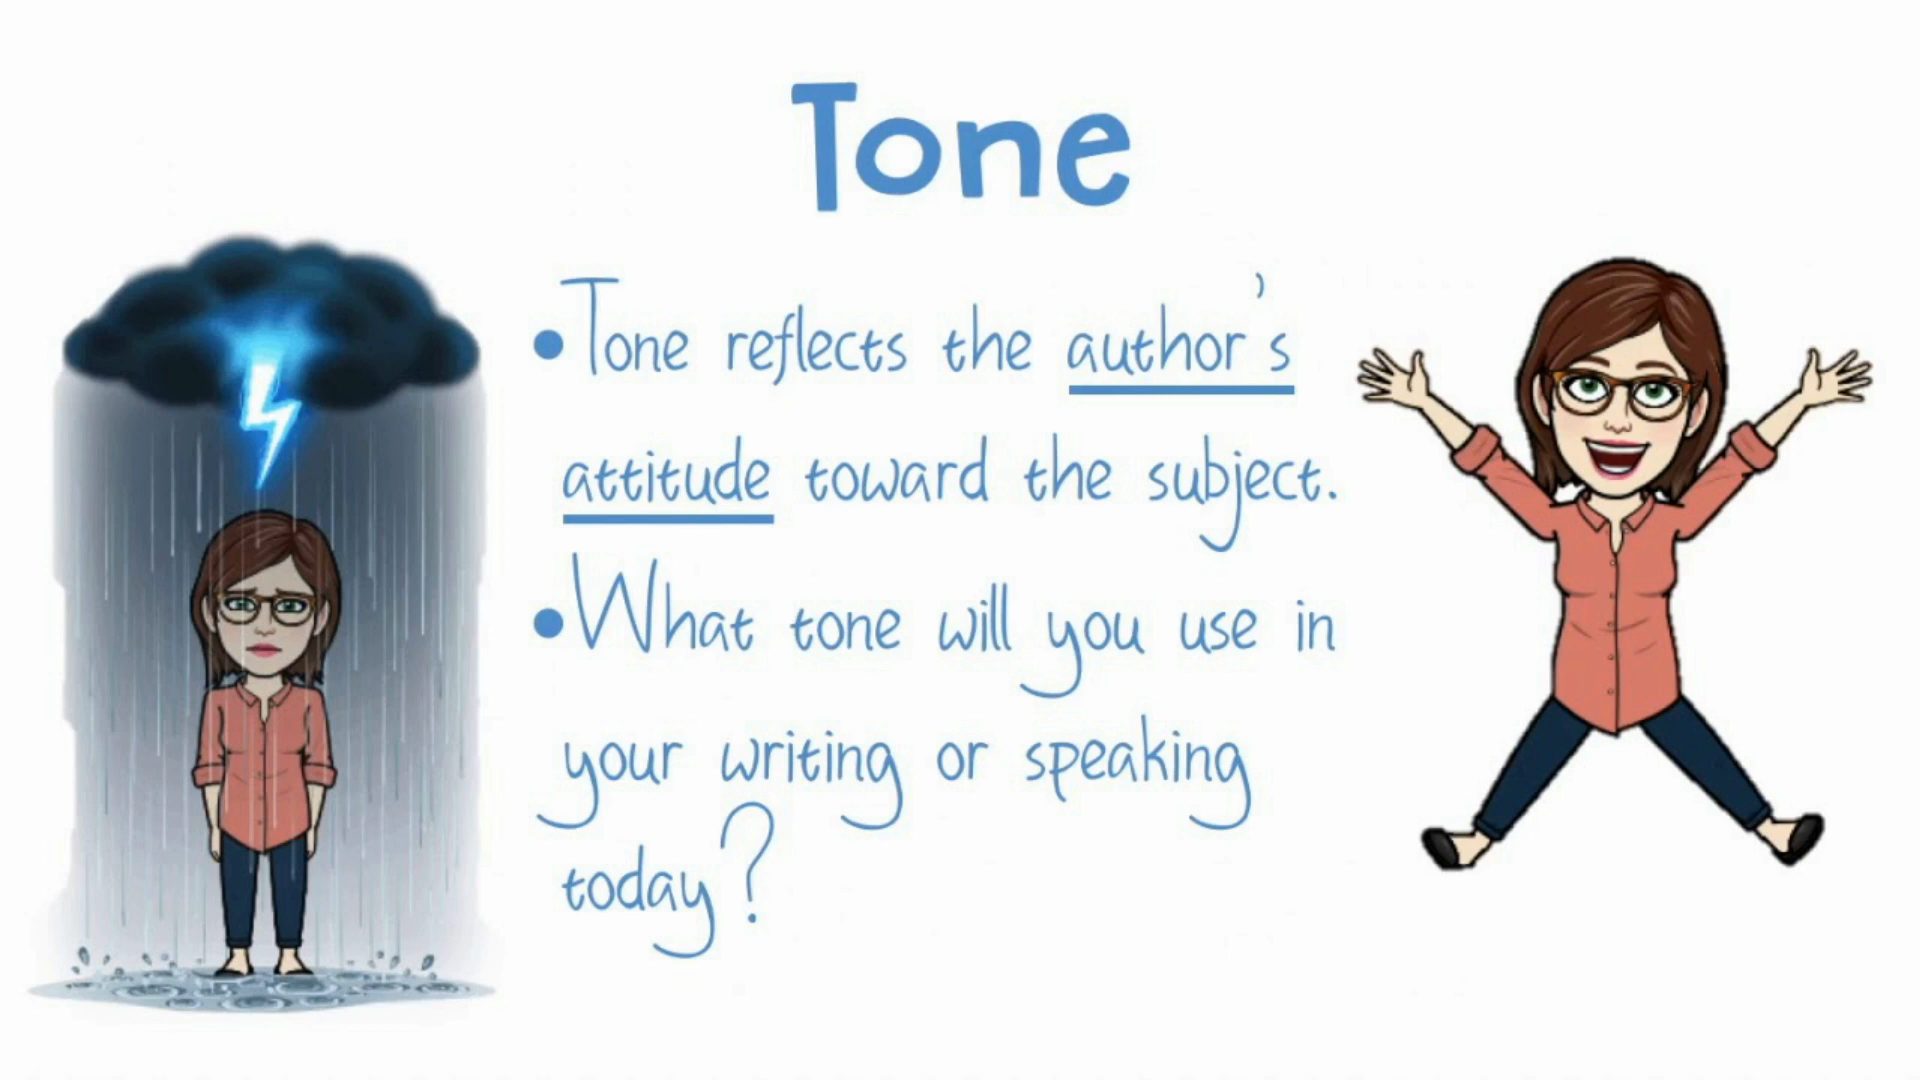 Tone
•Tone reflects the author's
attitude toward the subject.
•What tone will you use in
your writing or speaking
today?